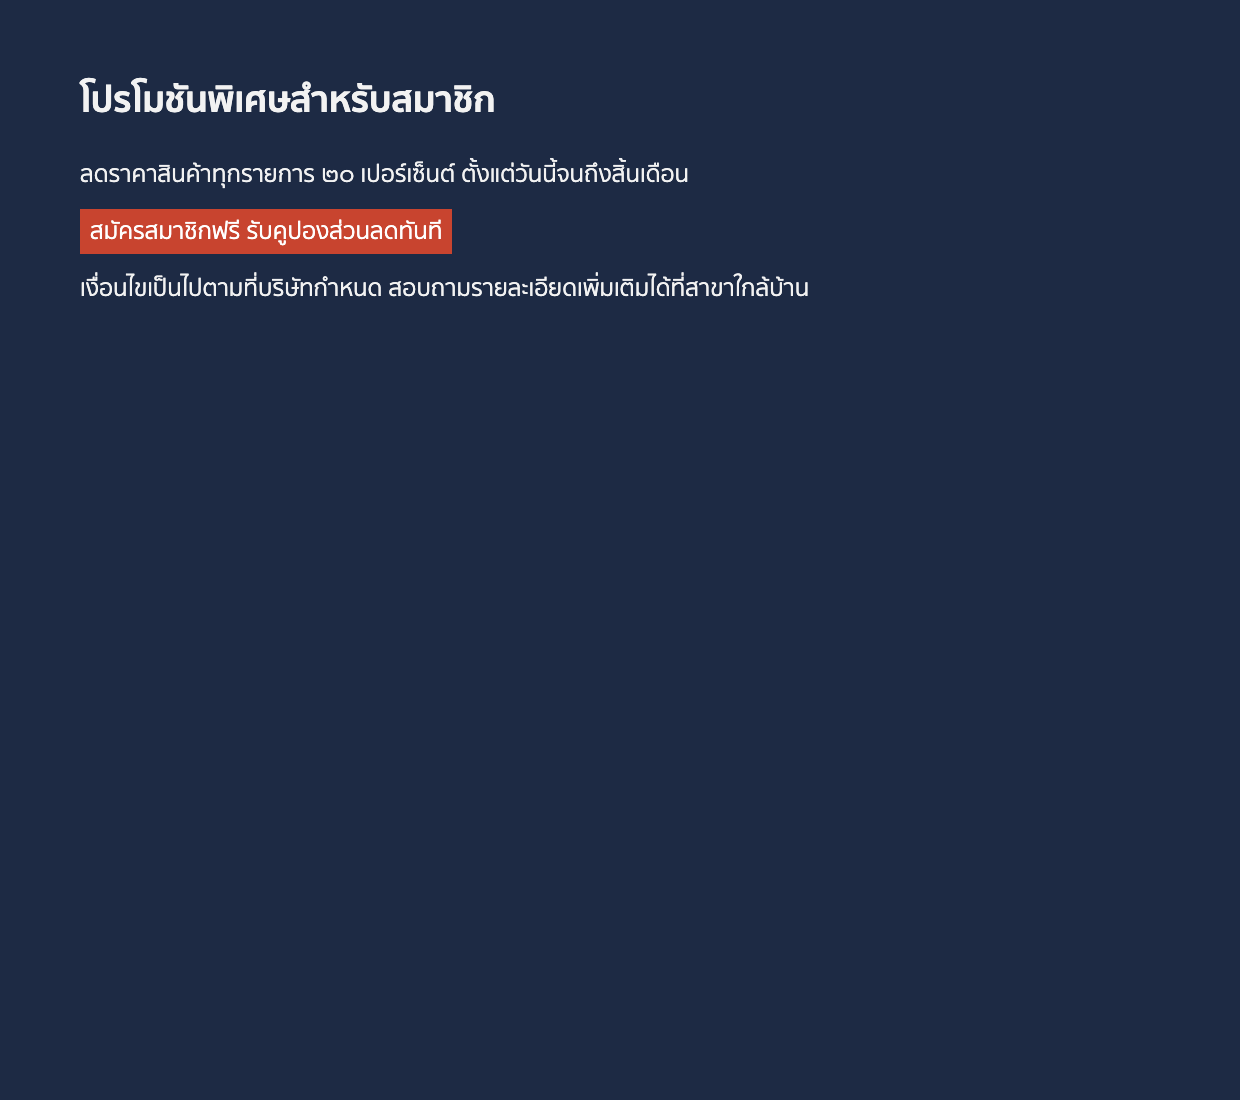 โปรโมชันพิเศษสำหรับสมาชิก
ลดราคาสินค้าทุกรายการ ๒๐ เปอร์เซ็นต์ ตั้งแต่วันนี้จนถึงสิ้นเดือน
สมัครสมาชิกฟรี รับคูปองส่วนลดทันที
เงื่อนไขเป็นไปตามที่บริษัทกำหนด สอบถามรายละเอียดเพิ่มเติมได้ที่สาขาใกล้บ้าน